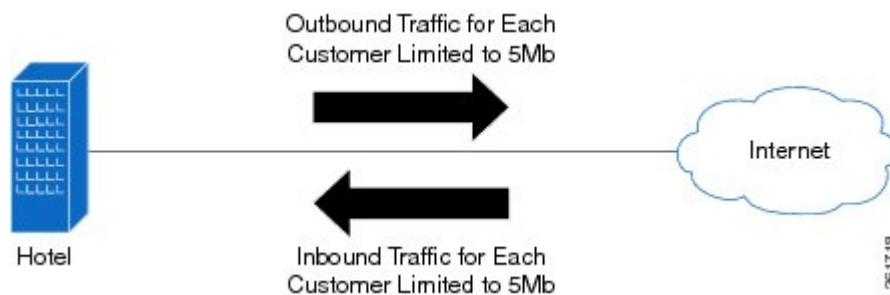 Outbound Traffic for Each
Customer Limited to 5Mb
Internet
Hotel
Inbound Traffic for Each
Customer Limited to 5Mb